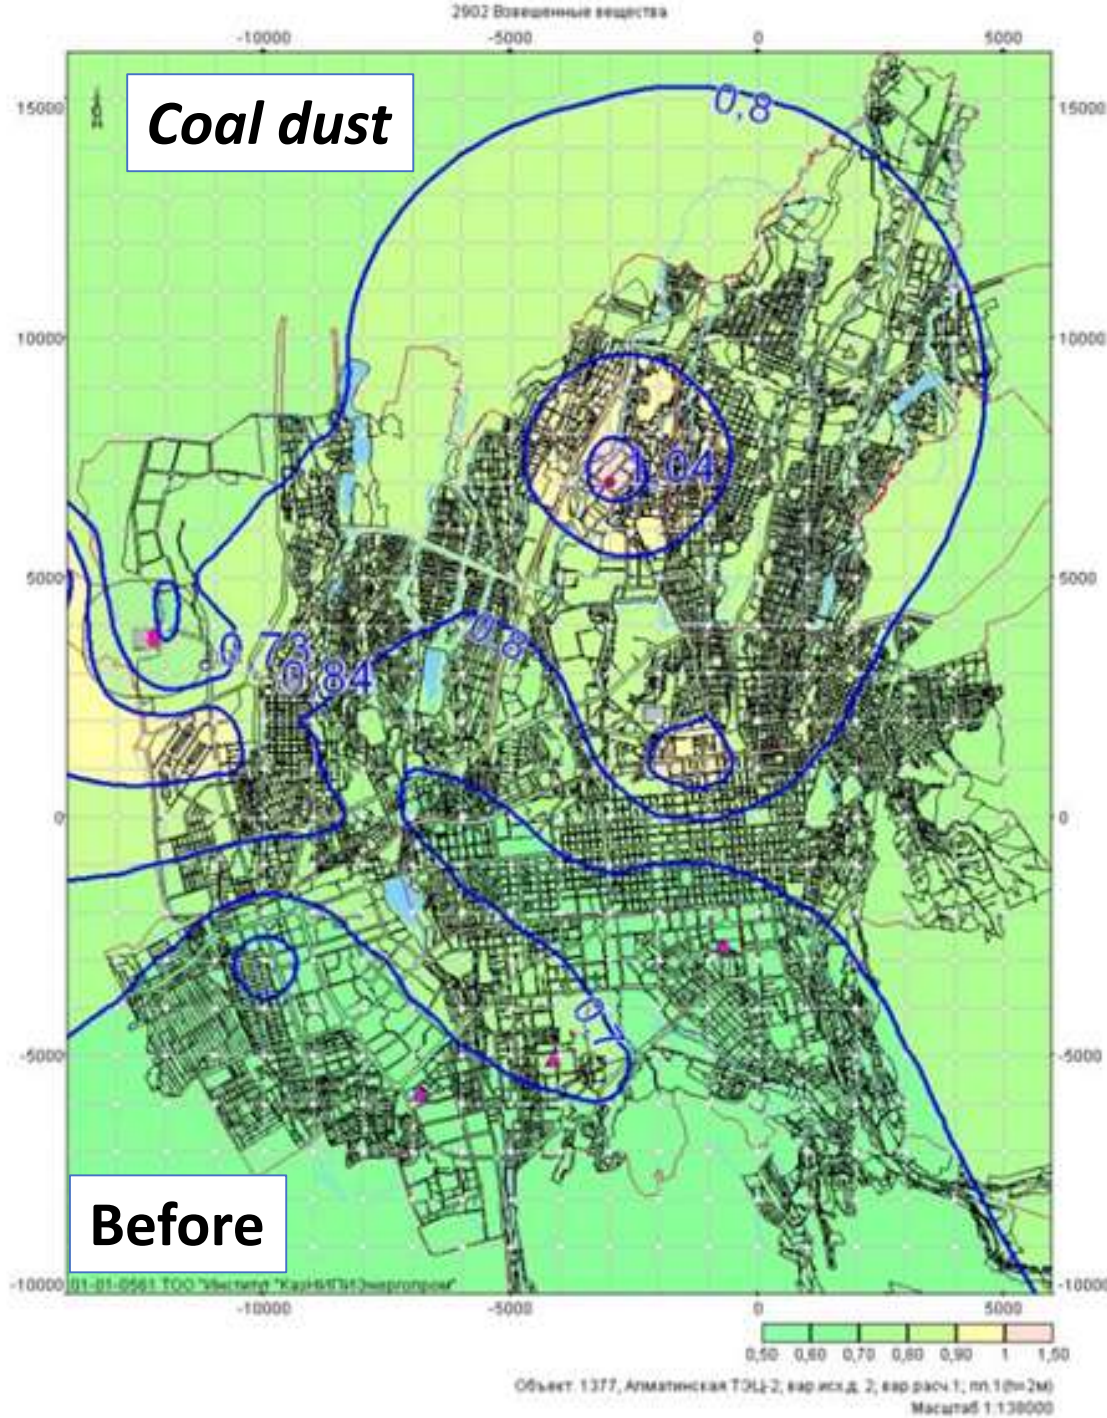 2902 Взвешенные вещества
-10000 -5000 0 5000
15000 15000
Coal dust
0,8
10000 10000
1,04
5000 5000
0,73
0,8
0,84
0 0
0,7
-5000 -5000
Before
-10000 -10000
01-01-0561 ТОО "Институт "КазНИПИЭнергопром"
-10000 -5000 0 5000
0,50 0,60 0,70 0,80 0,90 1 1,50
Объект: 1377, Алматинская ТЭЦ-2; вар.исх.д. 2; вар.расч.1; пл.1(h=2м)
Масштаб 1:138000